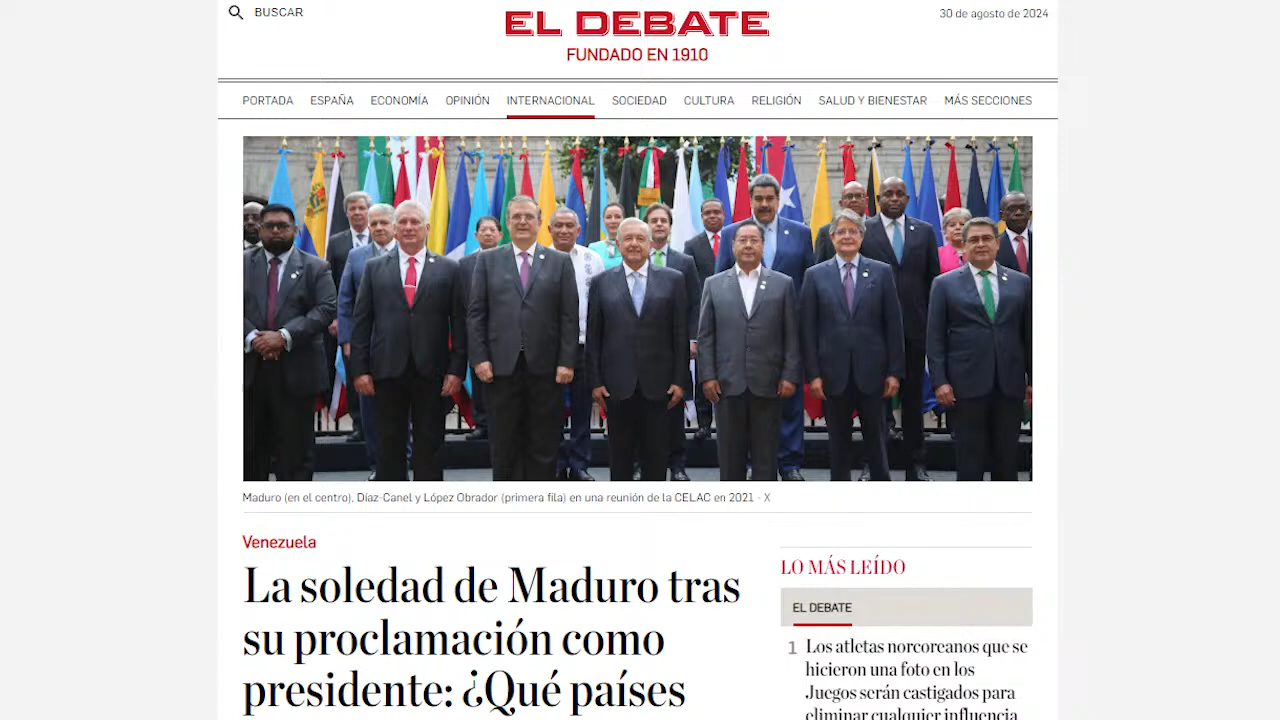 BUSCAR
EL DEBATE
FUNDADO EN 1910
30 de agosto de 2024
PORTADA ESPAÑA ECONOMÍA OPINIÓN INTERNACIONAL SOCIEDAD CULTURA RELIGIÓN SALUD Y BIENESTAR MÁS SECCIONES
Maduro (en el centro), Díaz-Canel y López Obrador (primera fila) en una reunión de la CELAC en 2021 - X
Venezuela
La soledad de Maduro tras
su proclamación como
presidente: ¿Qué países
LO MÁS LEÍDO
EL DEBATE
1 Los atletas norcoreanos que se
hicieron una foto en los
Juegos serán castigados para
eliminar cualquier influencia